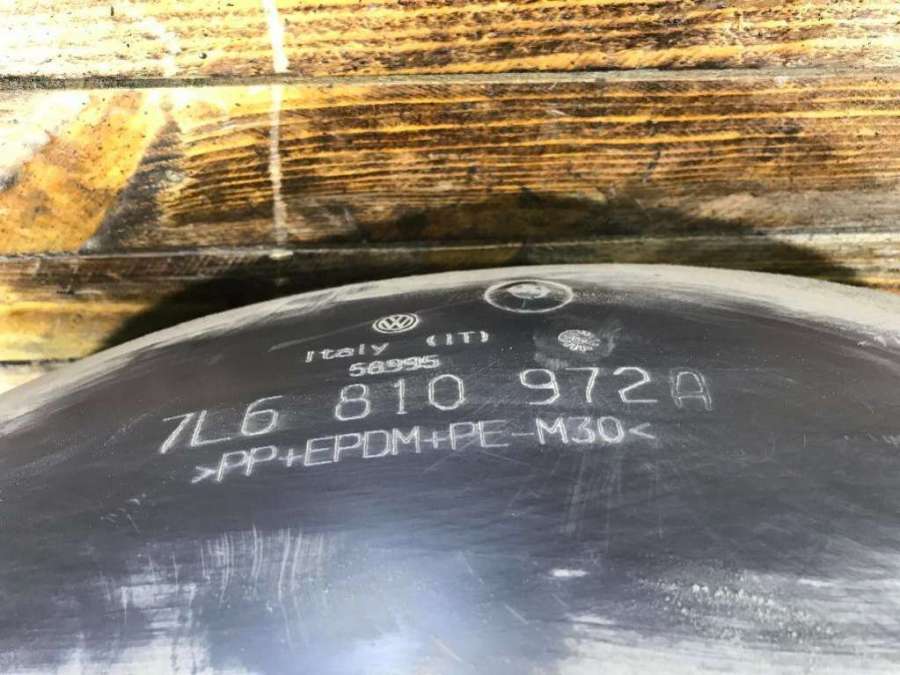 Italy (IT)
58995
7L6 810 972A
>PP+EPDM+PE-M30<